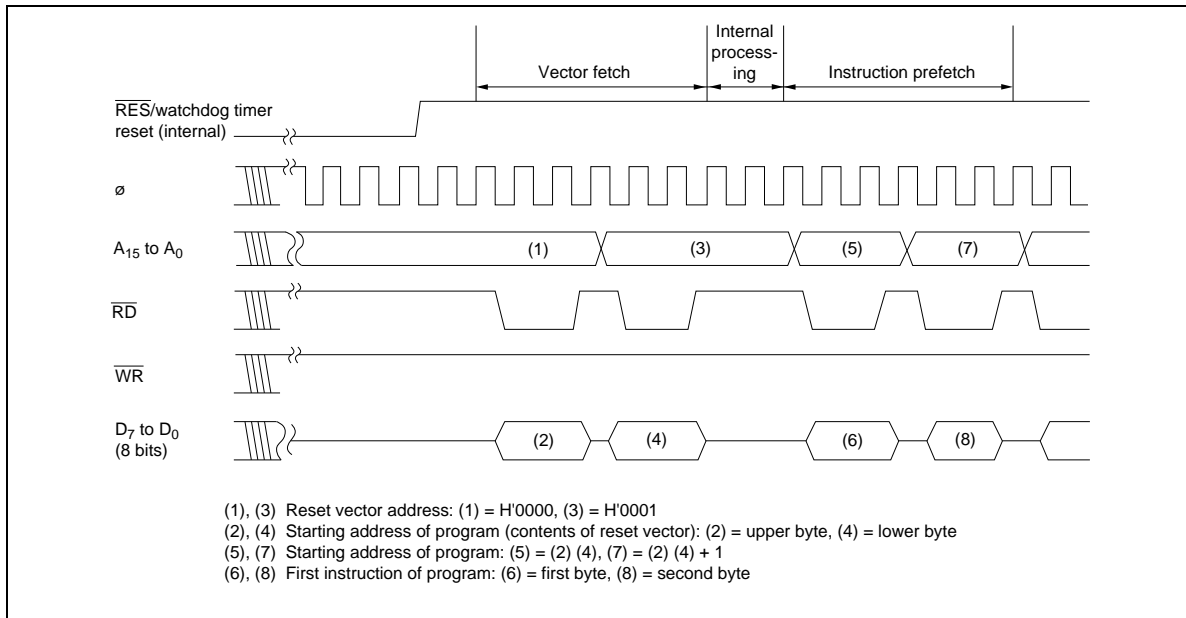 Internal
process-
ing
Vector fetch
Instruction prefetch
R̅E̅S̅/watchdog timer
reset (internal)
ø
A₁₅ to A₀
(1)
(3)
(5)
(7)
R̅D̅
W̅R̅
D₇ to D₀
(8 bits)
(2)
(4)
(6)
(8)
(1), (3) Reset vector address: (1) = H'0000, (3) = H'0001
(2), (4) Starting address of program (contents of reset vector): (2) = upper byte, (4) = lower byte
(5), (7) Starting address of program: (5) = (2) (4), (7) = (2) (4) + 1
(6), (8) First instruction of program: (6) = first byte, (8) = second byte